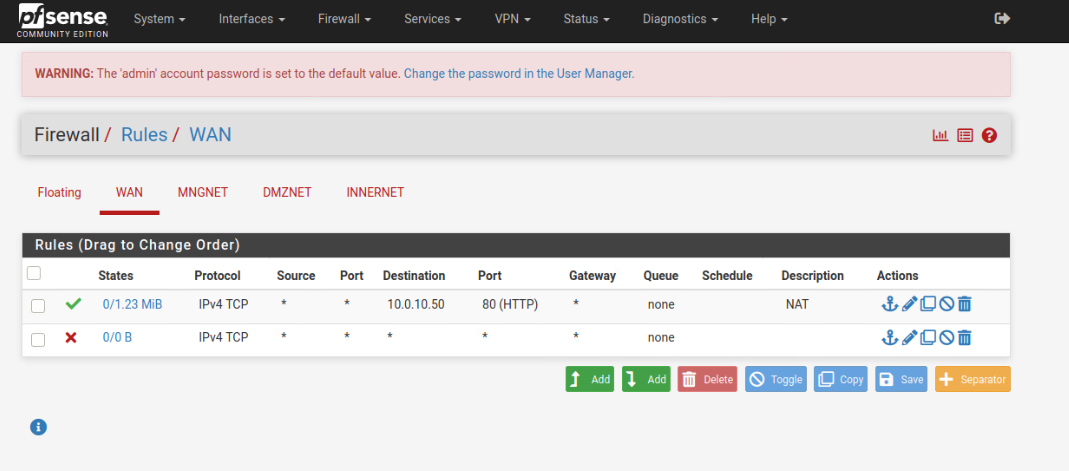 pfsense System Interfaces Firewall Services VPN Status Diagnostics Help
COMMUNITY EDITION
WARNING: The 'admin' account password is set to the default value. Change the password in the User Manager.
Firewall / Rules / WAN
Floating WAN MNGNET DMZNET INNERNET
Rules (Drag to Change Order)
States Protocol Source Port Destination Port Gateway Queue Schedule Description Actions
0/1.23 MiB IPv4 TCP * * 10.0.10.50 80 (HTTP) * none NAT
0/0 B IPv4 TCP * * * * * none
Add Add Delete Toggle Copy Save Separator